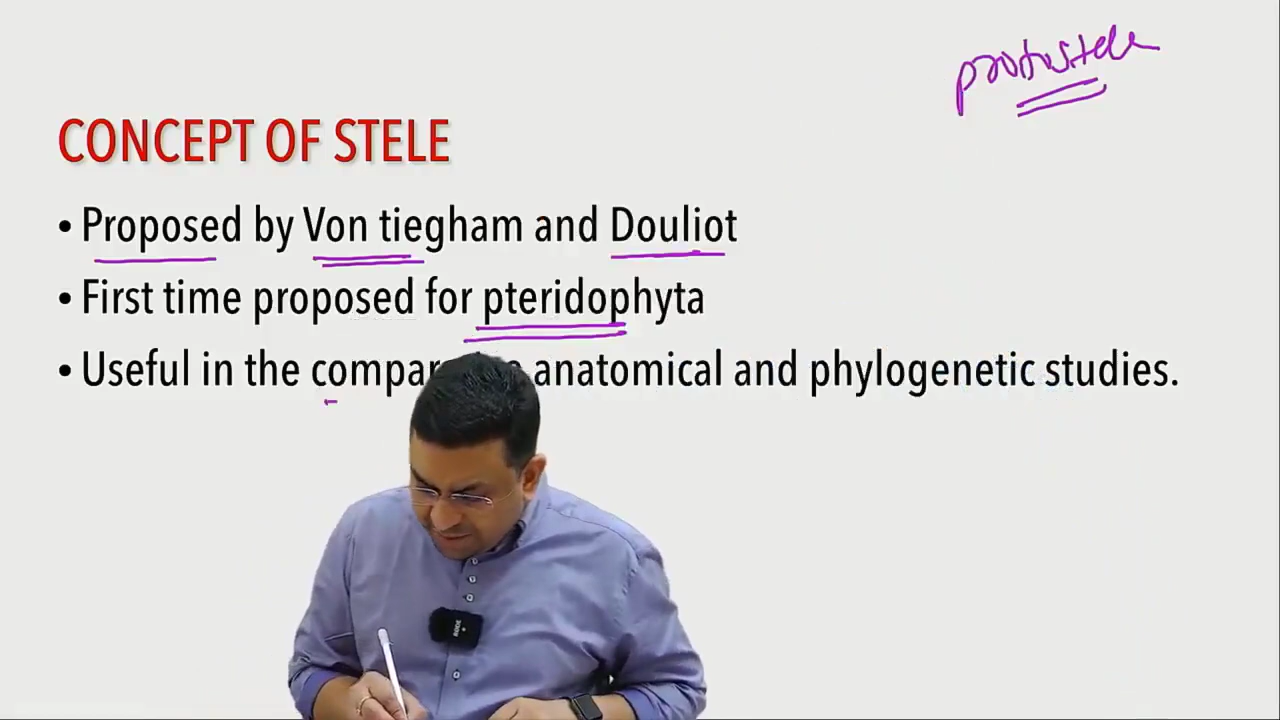 protostele
CONCEPT OF STELE
• Proposed by Von tiegham and Douliot
• First time proposed for pteridophyta
• Useful in the compar anatomical and phylogenetic studies.
RODE